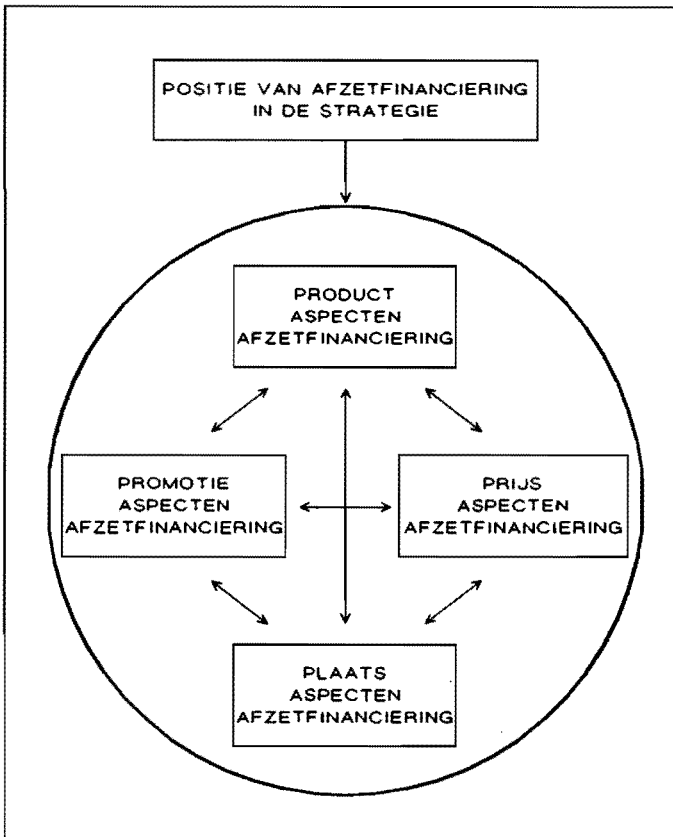 POSITIE VAN AFZETFINANCIERING
IN DE STRATEGIE
PRODUCT
ASPECTEN
AFZETFINANCIERING
PROMOTIE
ASPECTEN
AFZETFINANCIERING
PRIJS
ASPECTEN
AFZETFINANCIERING
PLAATS
ASPECTEN
AFZETFINANCIERING